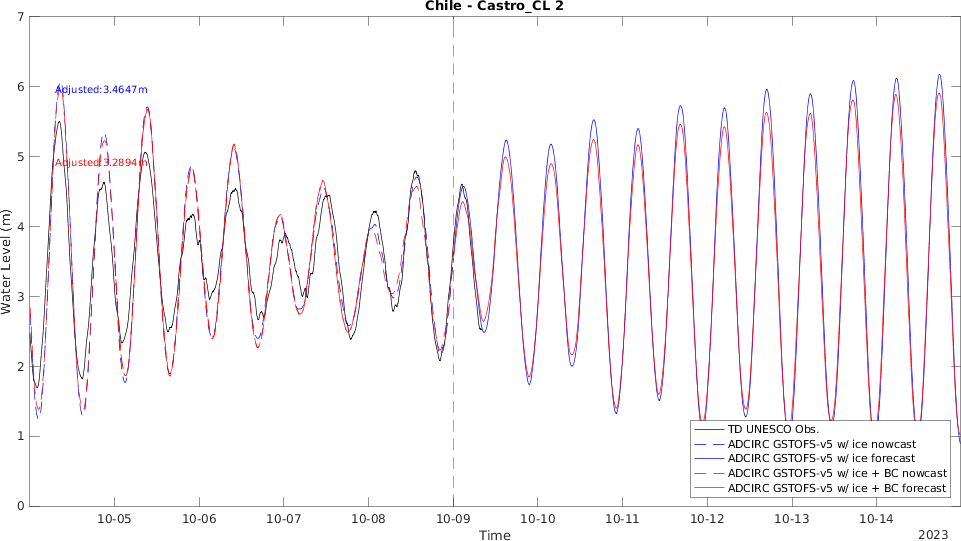 Chile - Castro_CL 2
7
6
5
4
3
2
1
0
Water Level (m)
Adjusted:3.4647m
Adjusted:3.2894m
TD UNESCO Obs.
ADCIRC GSTOFS-v5 w/ ice nowcast
ADCIRC GSTOFS-v5 w/ ice forecast
ADCIRC GSTOFS-v5 w/ ice + BC nowcast
ADCIRC GSTOFS-v5 w/ ice + BC forecast
10-05 10-06 10-07 10-08 10-09 10-10 10-11 10-12 10-13 10-14
Time
2023